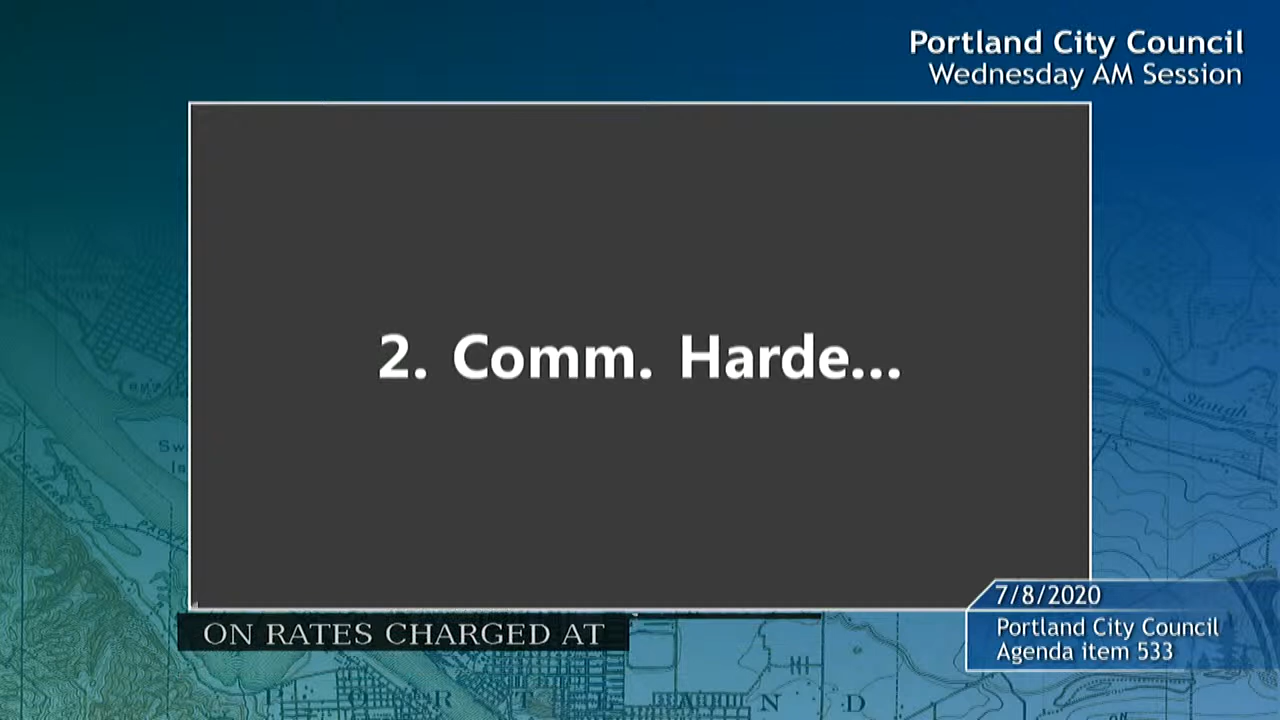 Portland City Council
Wednesday AM Session
2. Comm. Harde...
7/8/2020
Portland City Council
Agenda item 533
ON RATES CHARGED AT
Slough
P O R T L A N D